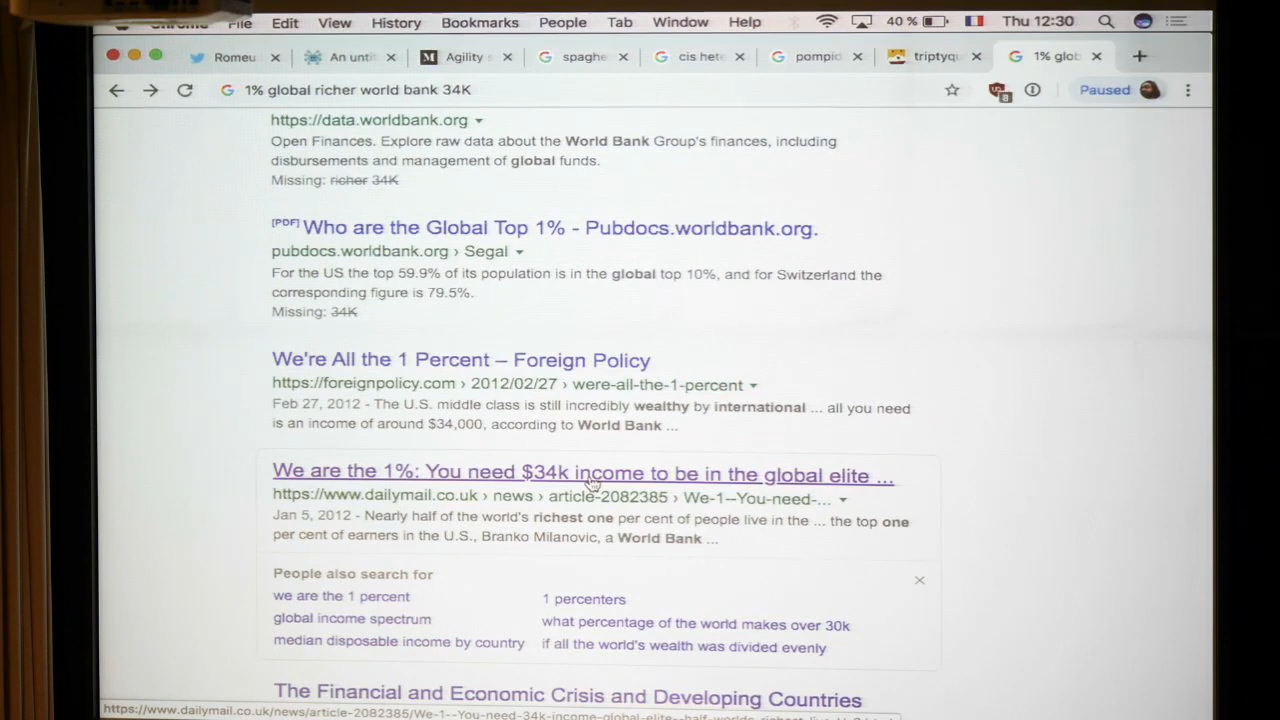 File Edit View History Bookmarks People Tab Window Help 40 % Thu 12:30
Romeu An unti Agility s spaghe cis hete pompid triptyqu 1% glob
1% global richer world bank 34K Paused
https://data.worldbank.org
Open Finances. Explore raw data about the World Bank Group's finances, including
disbursements and management of global funds.
Missing: richer 34K
[PDF] Who are the Global Top 1% - Pubdocs.worldbank.org.
pubdocs.worldbank.org › Segal
For the US the top 59.9% of its population is in the global top 10%, and for Switzerland the
corresponding figure is 79.5%.
Missing: 34K
We're All the 1 Percent – Foreign Policy
https://foreignpolicy.com › 2012/02/27 › were-all-the-1-percent
Feb 27, 2012 - The U.S. middle class is still incredibly wealthy by international ... all you need
is an income of around $34,000, according to World Bank ...
We are the 1%: You need $34k income to be in the global elite ...
https://www.dailymail.co.uk › news › article-2082385 › We-1--You-need-...
Jan 5, 2012 - Nearly half of the world's richest one per cent of people live in the ... the top one
per cent of earners in the U.S., Branko Milanovic, a World Bank ...
People also search for
we are the 1 percent
1 percenters
global income spectrum
what percentage of the world makes over 30k
median disposable income by country
if all the world's wealth was divided evenly
The Financial and Economic Crisis and Developing Countries
https://www.dailymail.co.uk/news/article-2082385/We-1--You-need-34k-income-global-elite--half-worlds-richest-live-U-S.html